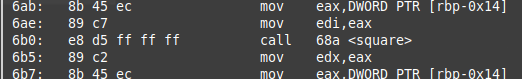 6ab: 8b 45 ec mov eax,DWORD PTR [rbp-0x14]
6ae: 89 c7 mov edi,eax
6b0: e8 d5 ff ff ff call 68a <square>
6b5: 89 c2 mov edx,eax
6b7: 8b 45 ec mov eax,DWORD PTR [rbp-0x14]